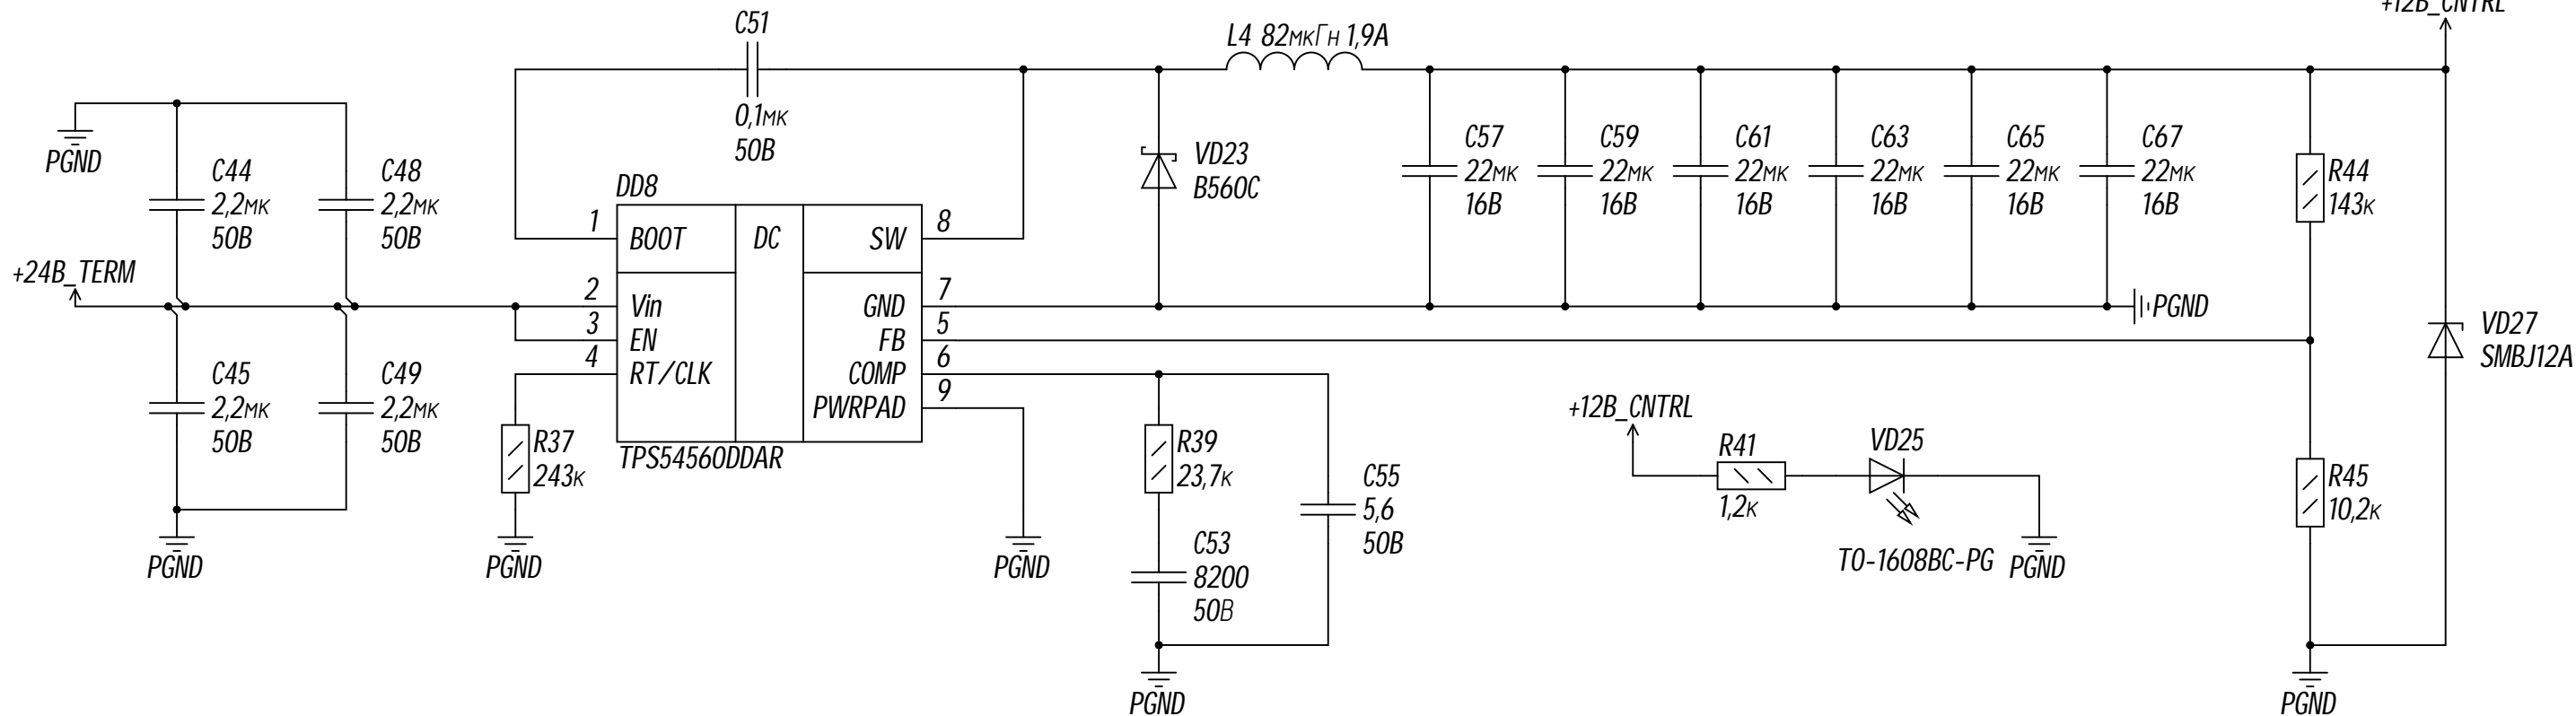 +12В_CNTRL
C51
0,1мк
50В
L4 82мкГн 1,9А
PGND
C44
2,2мк
50В
C48
2,2мк
50В
+24В_TERM
C45
2,2мк
50В
C49
2,2мк
50В
PGND
DD8
1
BOOT
DC
SW
8
2
Vin
GND
7
3
EN
FB
5
4
RT/CLK
COMP
6
PWRPAD
9
TPS54560DDAR
R37
243к
PGND
PGND
VD23
B560C
C57
22мк
16В
C59
22мк
16В
C61
22мк
16В
C63
22мк
16В
C65
22мк
16В
C67
22мк
16В
PGND
R44
143к
VD27
SMBJ12A
R39
23,7к
C53
8200
50В
C55
5,6
50В
PGND
+12В_CNTRL
R41
1,2к
VD25
TO-1608BC-PG
PGND
R45
10,2к
PGND